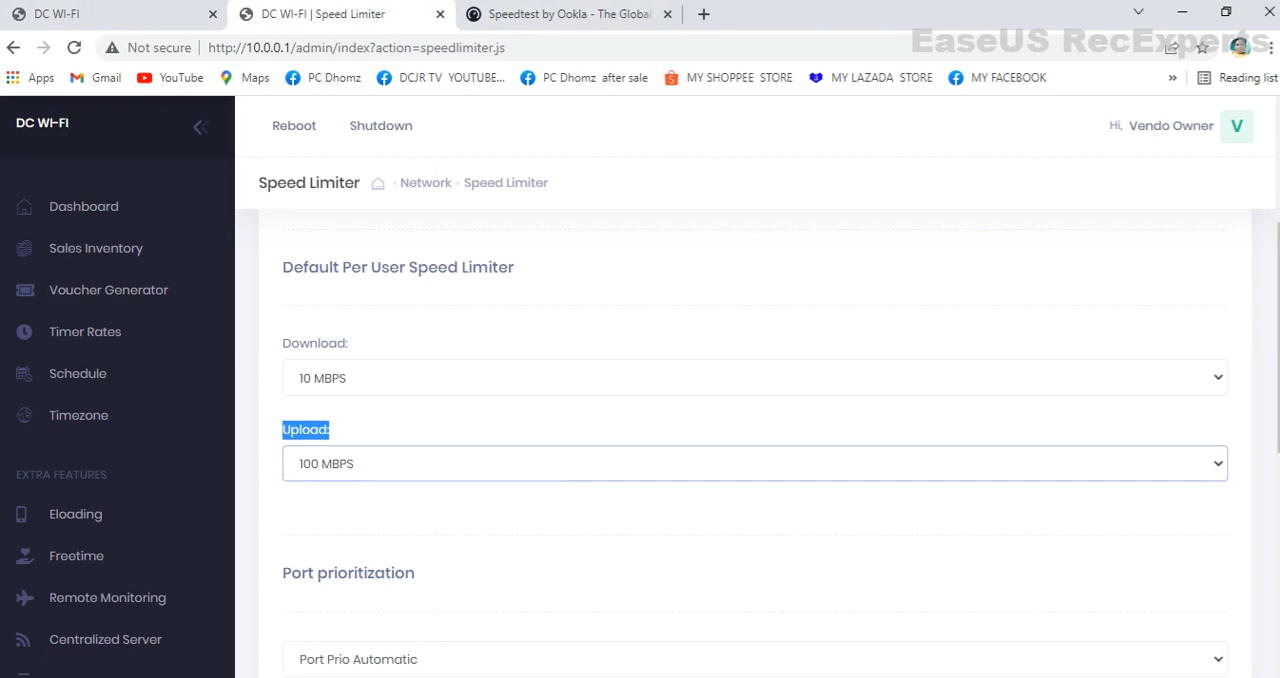 DC WI-FI
DC WI-FI | Speed Limiter
Speedtest by Ookla - The Global
EaseUS RecExperts
Not secure
http://10.0.0.1/admin/index?action=speedlimiter.js
Apps
Gmail
YouTube
Maps
PC Dhomz
DCJR TV YOUTUBE...
PC Dhomz after sale
MY SHOPPEE STORE
MY LAZADA STORE
MY FACEBOOK
»
Reading list
DC WI-FI
Reboot
Shutdown
Hi, Vendo Owner
V
Speed Limiter
Network
Speed Limiter
Dashboard
Sales Inventory
Voucher Generator
Timer Rates
Schedule
Timezone
EXTRA FEATURES
Eloading
Freetime
Remote Monitoring
Centralized Server
Default Per User Speed Limiter
Download:
10 MBPS
Upload:
100 MBPS
Port prioritization
Port Prio Automatic